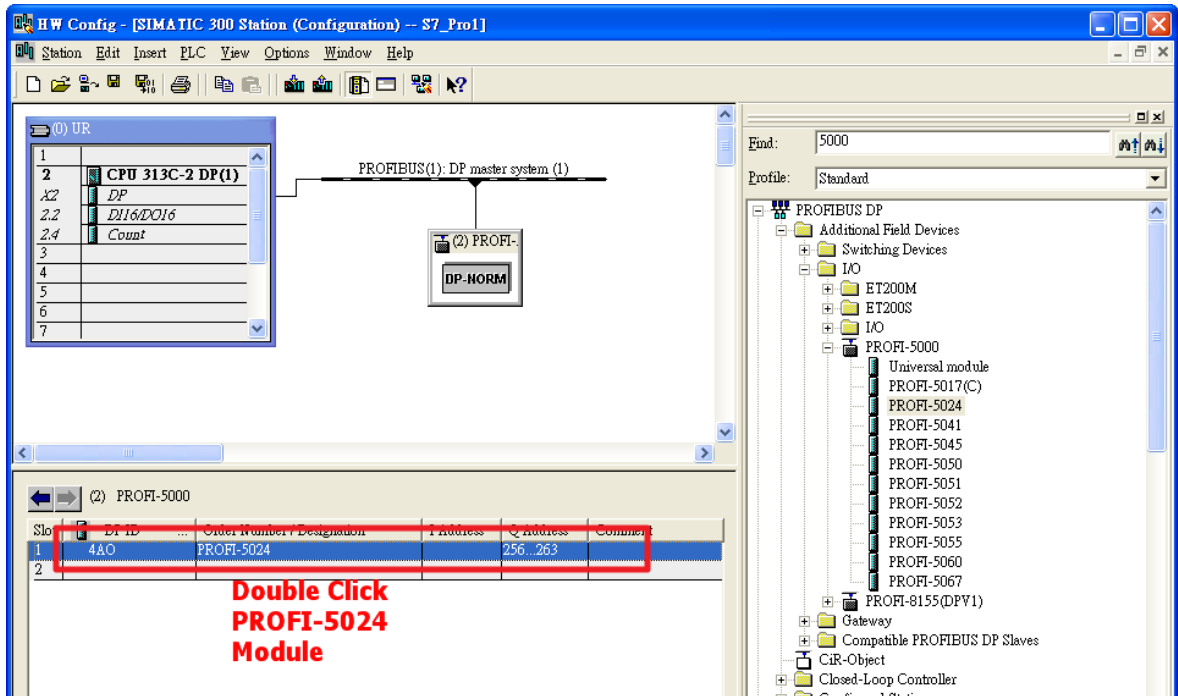 HW Config - [SIMATIC 300 Station (Configuration) -- S7_Pro1]
Station Edit Insert PLC View Options Window Help
(0) UR
1
2 CPU 313C-2 DP(1)
X2 DP
2.2 DI16/DO16
2.4 Count
3
4
5
6
7
PROFIBUS(1): DP master system (1)
(2) PROFI-.
DP-NORM
Find: 5000
Profile: Standard
PROFIBUS DP
Additional Field Devices
Switching Devices
I/O
ET200M
ET200S
I/O
PROFI-5000
Universal module
PROFI-5017(C)
PROFI-5024
PROFI-5041
PROFI-5045
PROFI-5050
PROFI-5051
PROFI-5052
PROFI-5053
PROFI-5055
PROFI-5060
PROFI-5067
PROFI-8155(DPV1)
Gateway
Compatible PROFIBUS DP Slaves
CiR-Object
Closed-Loop Controller
Configured Stations
(2) PROFI-5000
Slot DP ID ... Order Number / Designation I Address Q Address Comment
1 4AO PROFI-5024 256...263
2
Double Click
PROFI-5024
Module